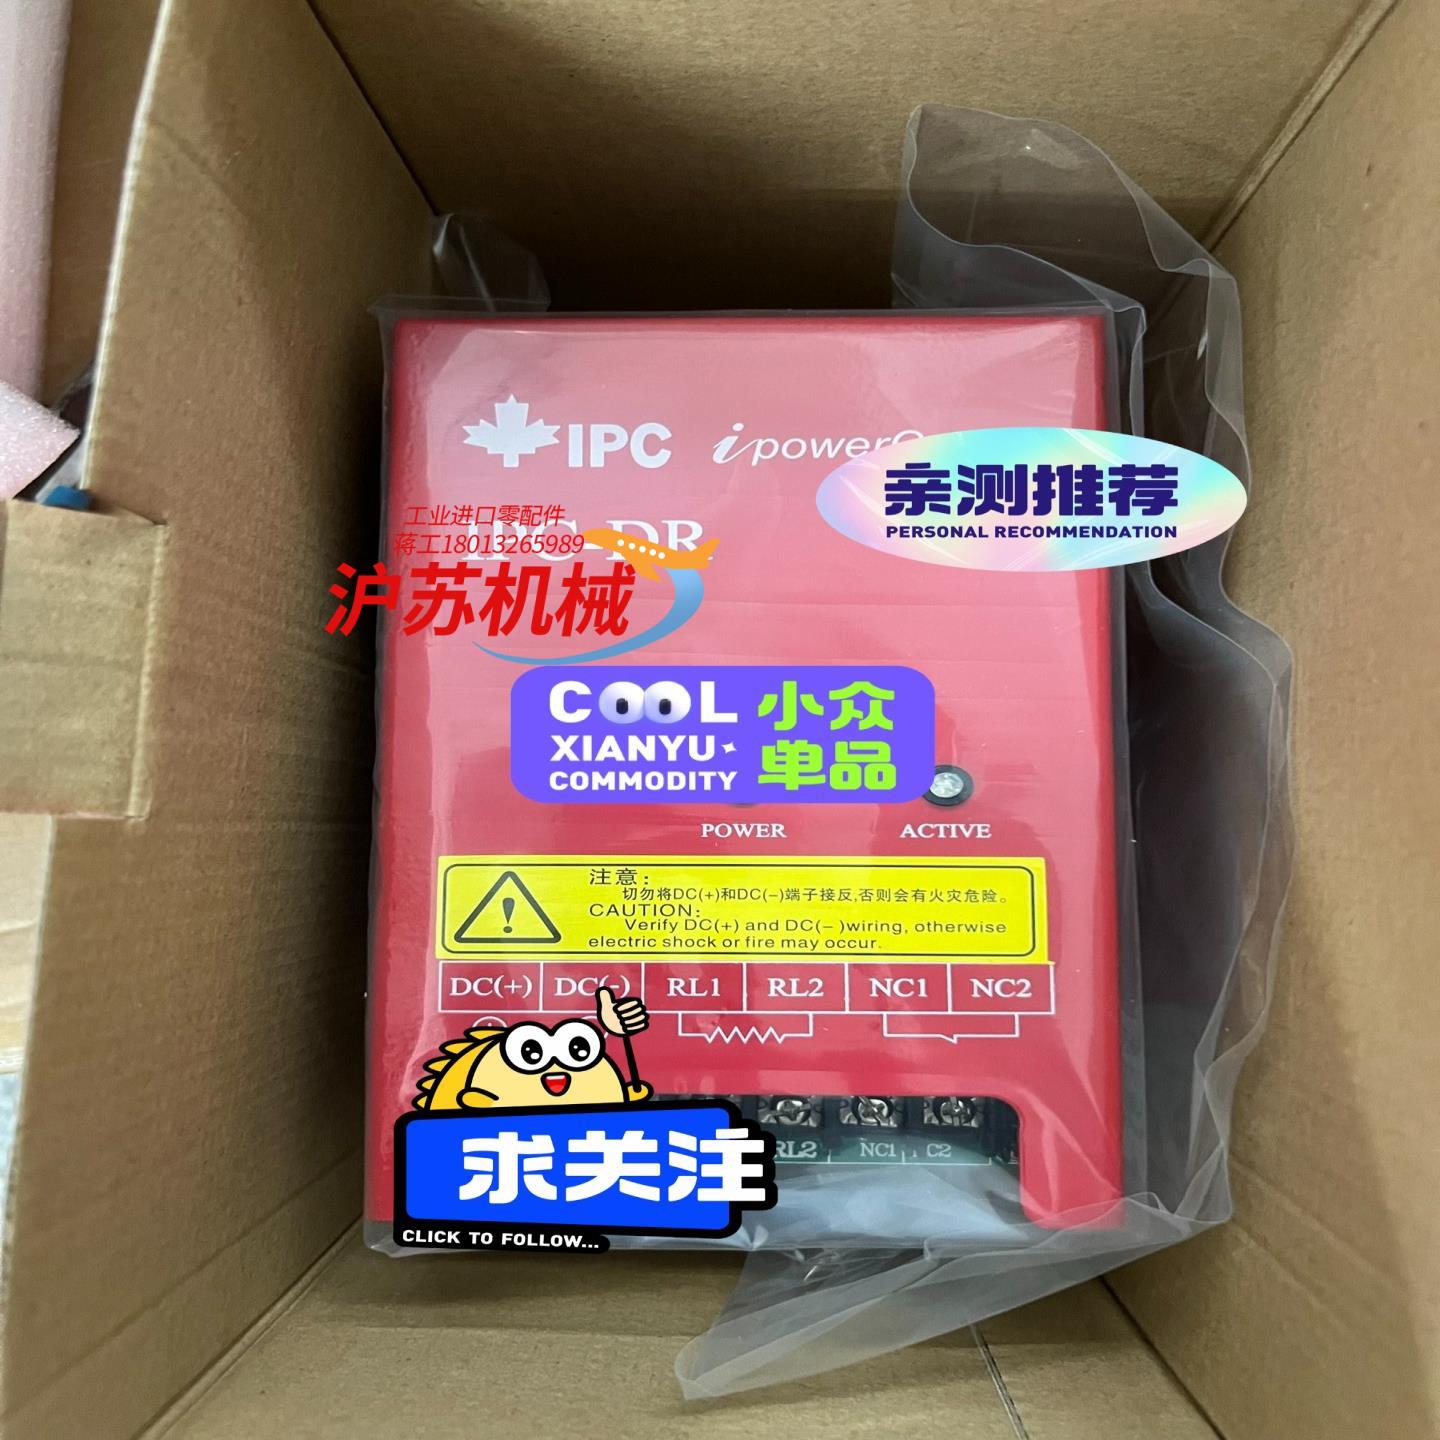 IPC
ipower
亲测推荐
PERSONAL RECOMMENDATION
工业进口零配件
蒋工18013265989
IPC-DR
沪苏机械
COOL 小众
XIANYU 单品
COMMODITY
POWER ACTIVE
注意：
切勿将DC(+)和DC(-)端子接反,否则会有火灾危险。
CAUTION:
Verify DC(+) and DC(-)wiring, otherwise
electric shock or fire may occur.
DC(+) DC(-) RL1 RL2 NC1 NC2
RL2 NC1 C2
求关注
CLICK TO FOLLOW...